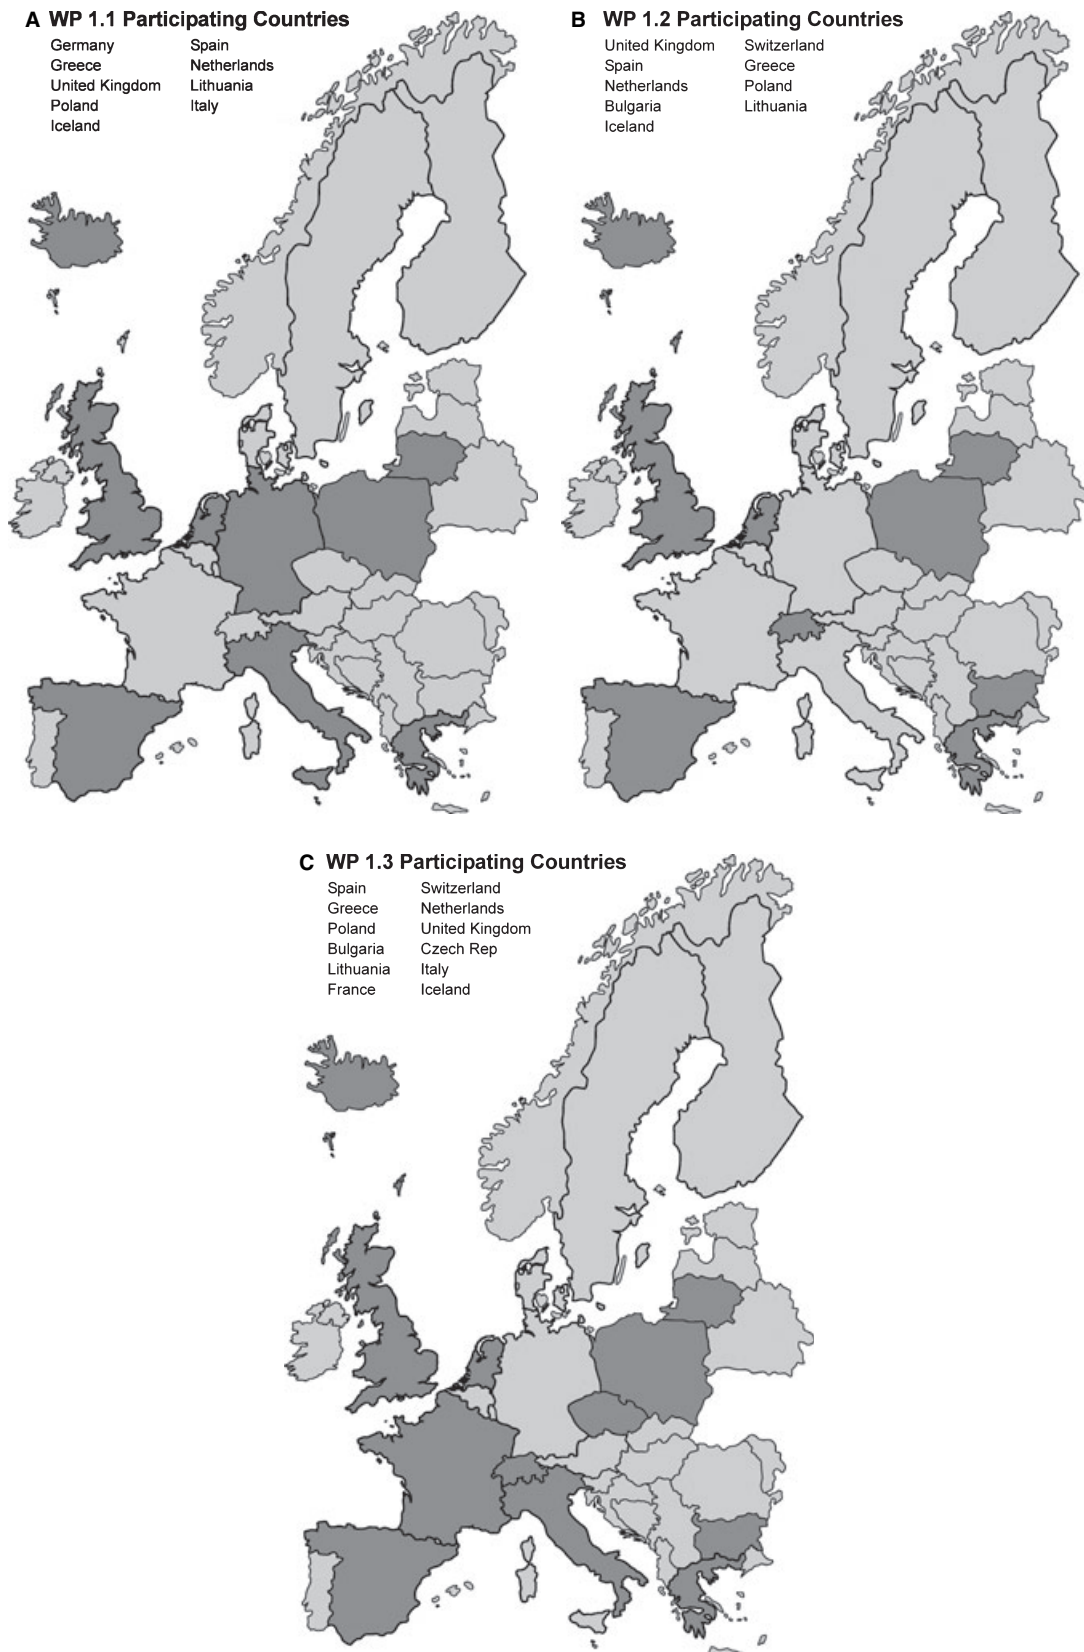 A WP 1.1 Participating Countries
Germany Spain
Greece Netherlands
United Kingdom Lithuania
Poland Italy
Iceland
B WP 1.2 Participating Countries
United Kingdom Switzerland
Spain Greece
Netherlands Poland
Bulgaria Lithuania
Iceland
C WP 1.3 Participating Countries
Spain Switzerland
Greece Netherlands
Poland United Kingdom
Bulgaria Czech Rep
Lithuania Italy
France Iceland